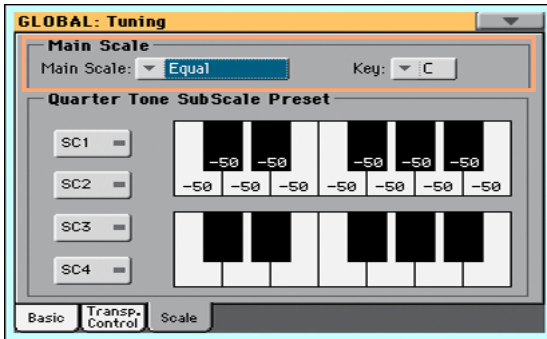 GLOBAL: Tuning
Main Scale
Main Scale: Equal Key: C
Quarter Tone SubScale Preset
SC1
-50 -50 -50 -50 -50
SC2
-50 -50 -50 -50 -50 -50 -50
SC3
SC4
Basic Transp. Control Scale